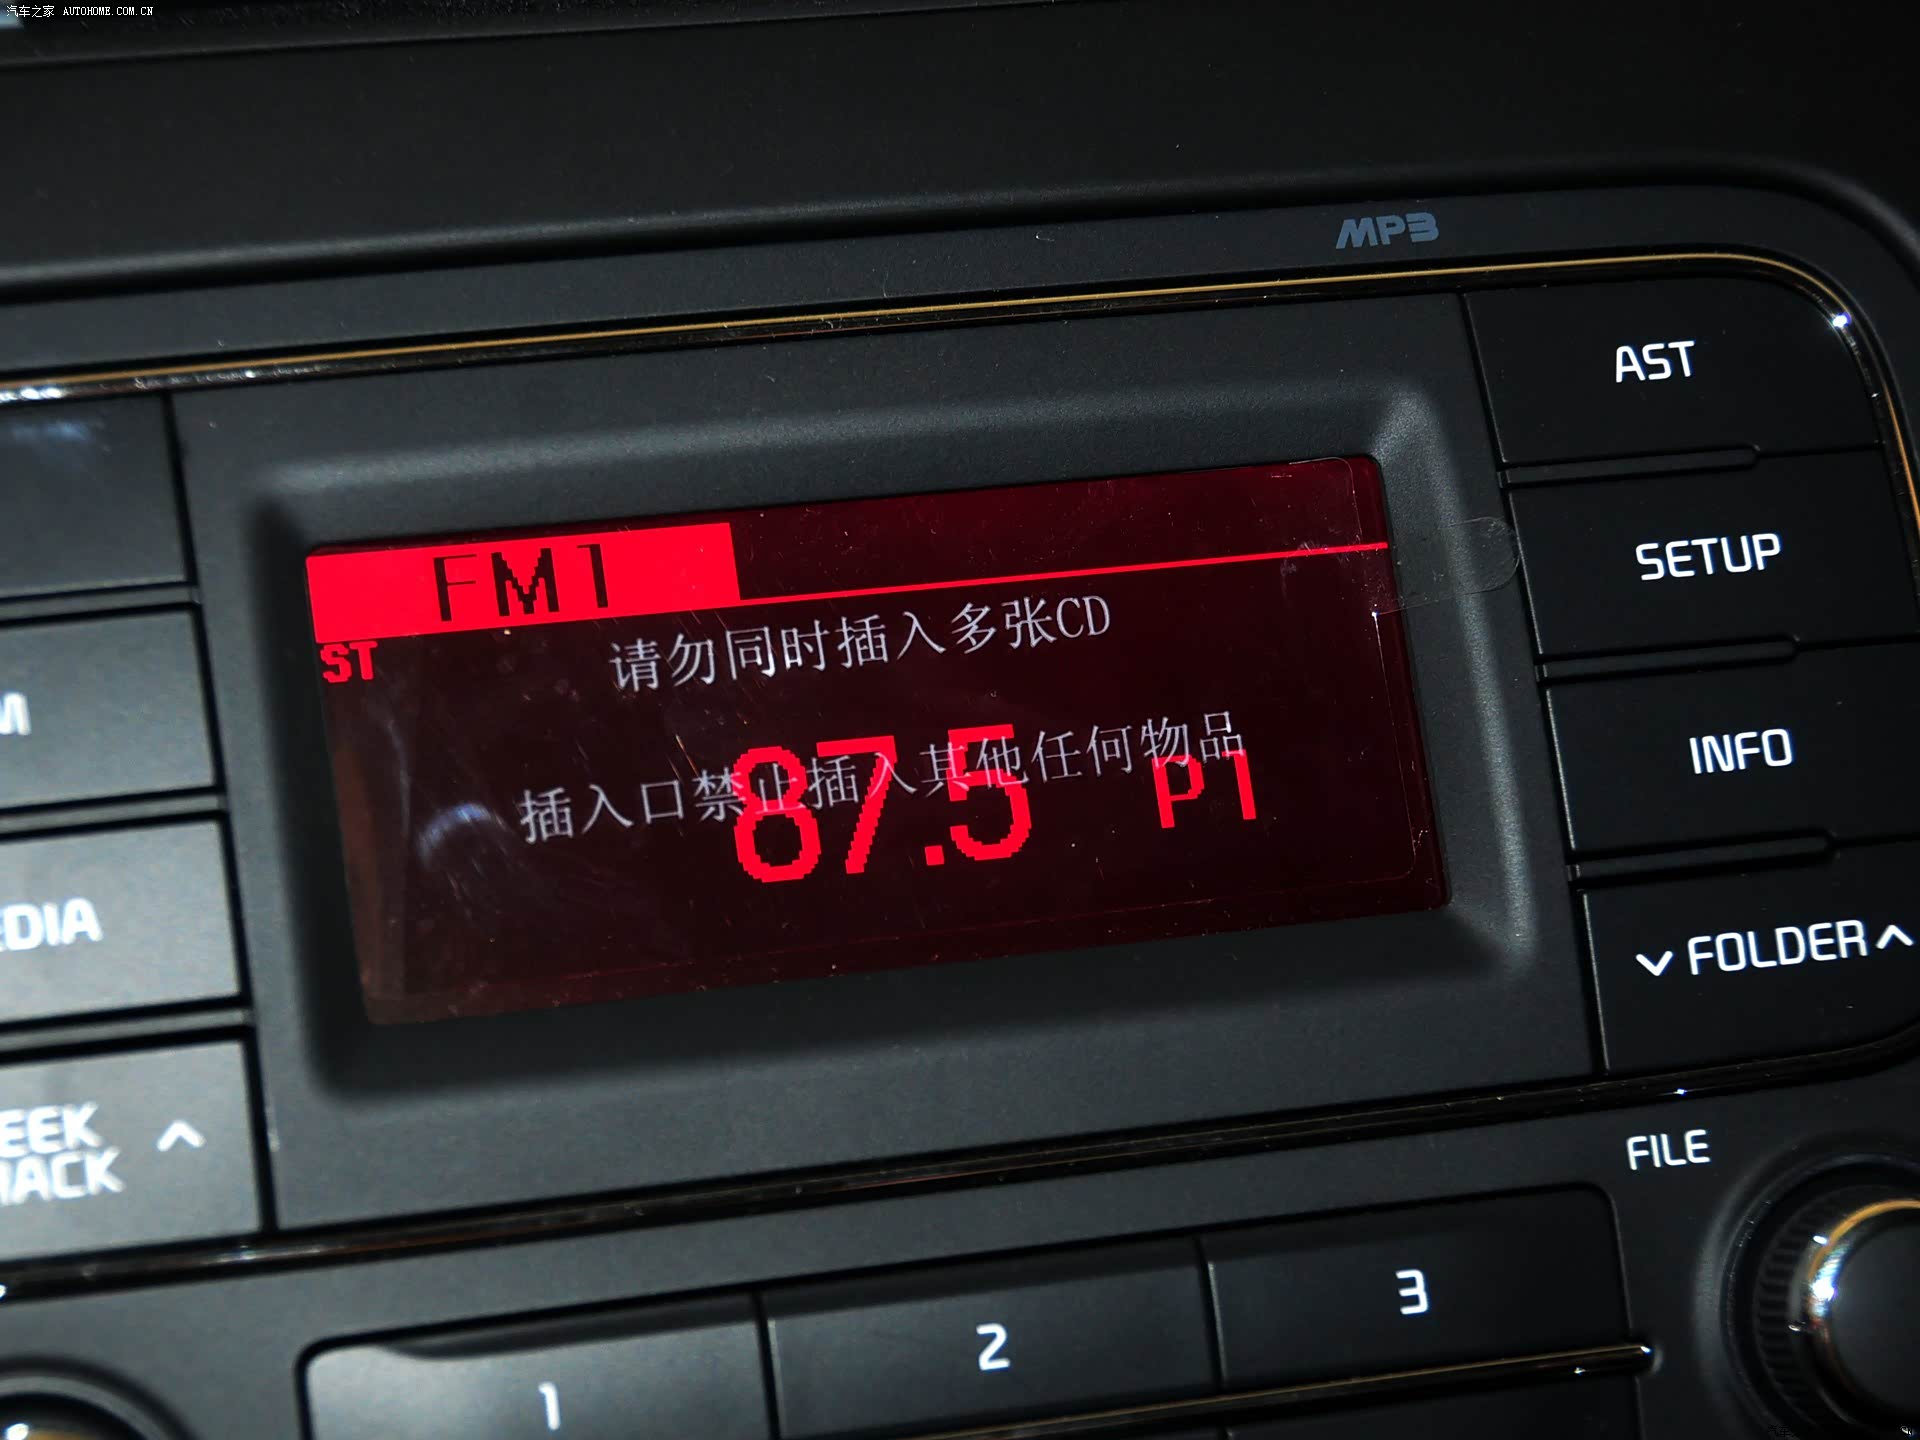 汽车之家 AUTOHOME.COM.CN
MP3
AST
FM1
SETUP
ST
请勿同时插入多张CD
M
INFO
插入口禁止插入其他任何物品
87.5 P1
EDIA
FOLDER
EEK
RACK
FILE
1
2
3